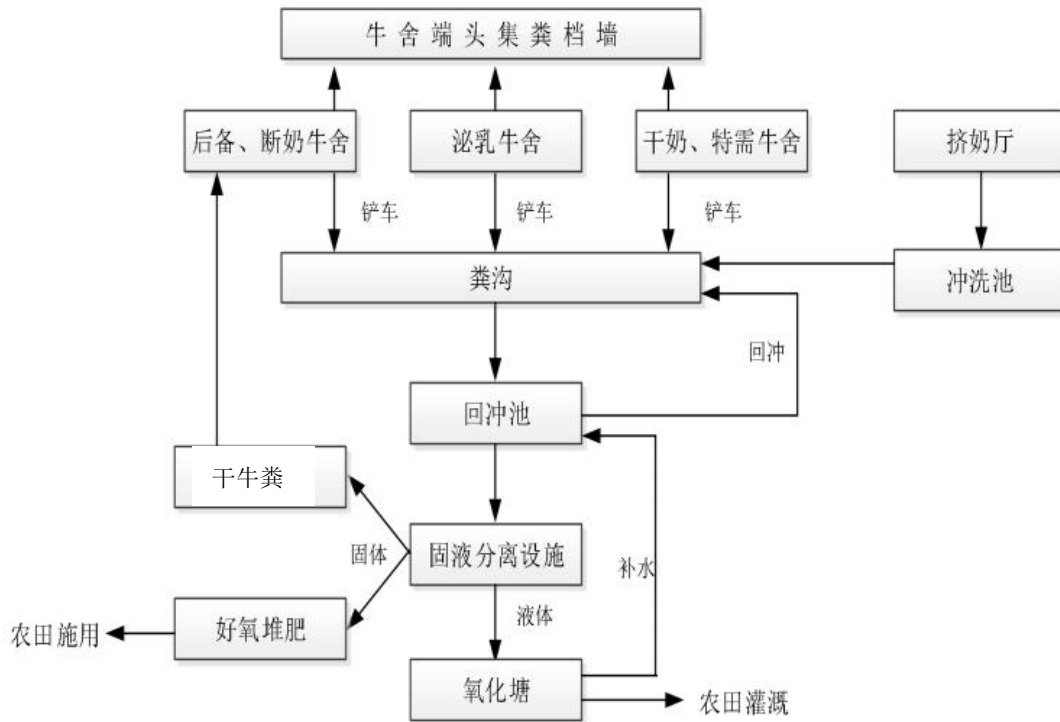 牛舍端头集粪档墙
后备、断奶牛舍
泌乳牛舍
干奶、特需牛舍
挤奶厅
铲车
铲车
铲车
粪沟
冲洗池
回冲
回冲池
干牛粪
固体
固液分离设施
补水
液体
农田施用
好氧堆肥
氧化塘
农田灌溉